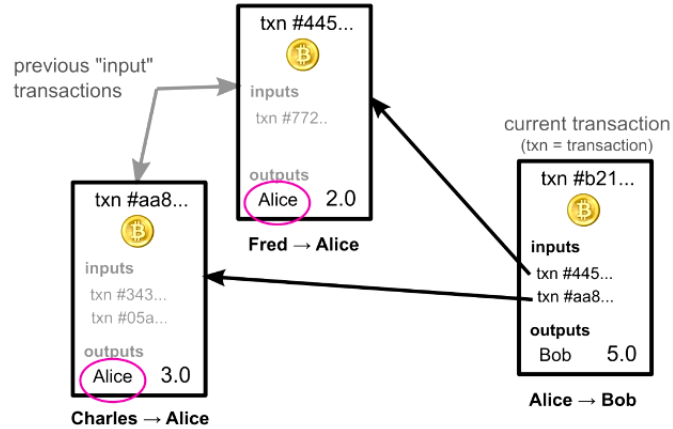 txn #445...
inputs
txn #772..
outputs
Alice 2.0
Fred → Alice
previous "input"
transactions
txn #aa8...
inputs
txn #343...
txn #05a...
outputs
Alice 3.0
Charles → Alice
current transaction
(txn = transaction)
txn #b21...
inputs
txn #445...
txn #aa8...
outputs
Bob 5.0
Alice → Bob